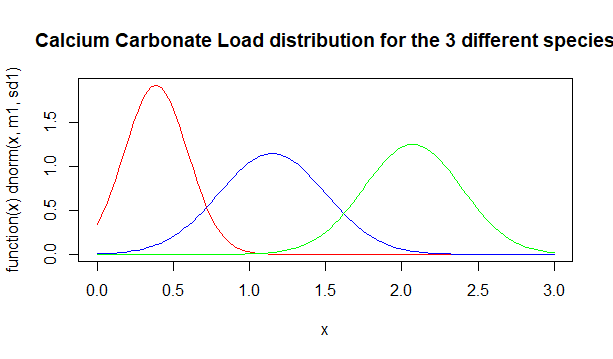 Calcium Carbonate Load distribution for the 3 different species
function(x) dnorm(x, m1, sd1)
1.5
1.0
0.5
0.0
0.0 0.5 1.0 1.5 2.0 2.5 3.0
x